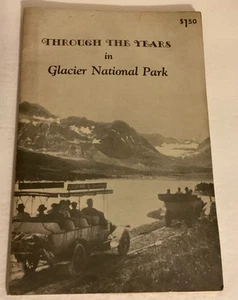 $1.50
THROUGH THE YEARS
in
Glacier National Park